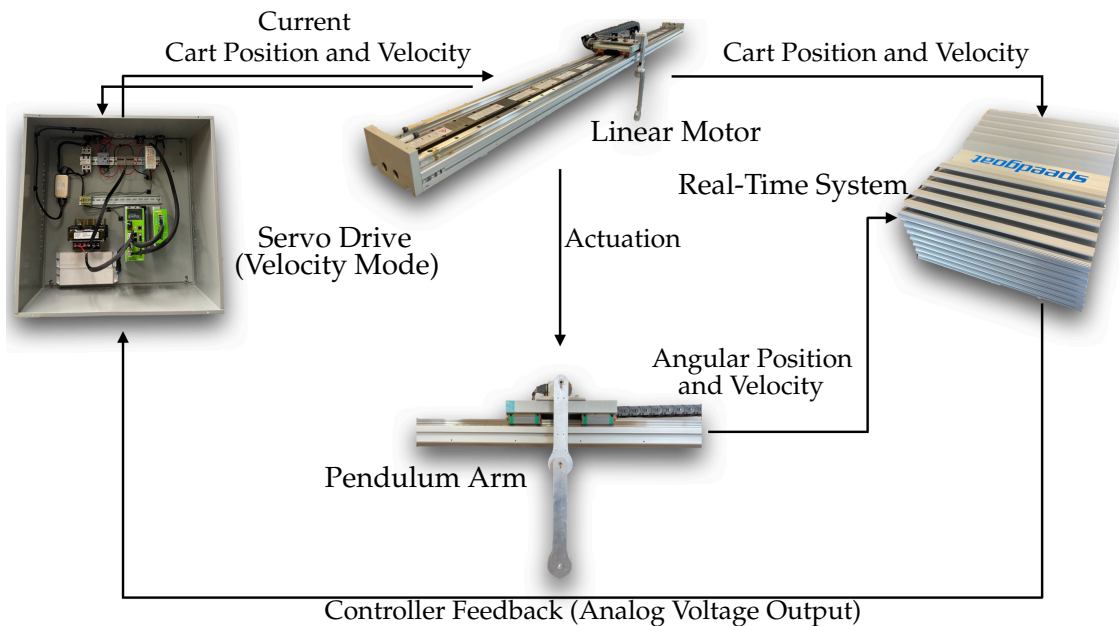 Current
Cart Position and Velocity
Cart Position and Velocity
Linear Motor
speedgoat
Real-Time System
Servo Drive
(Velocity Mode)
Actuation
Angular Position
and Velocity
Pendulum Arm
Controller Feedback (Analog Voltage Output)